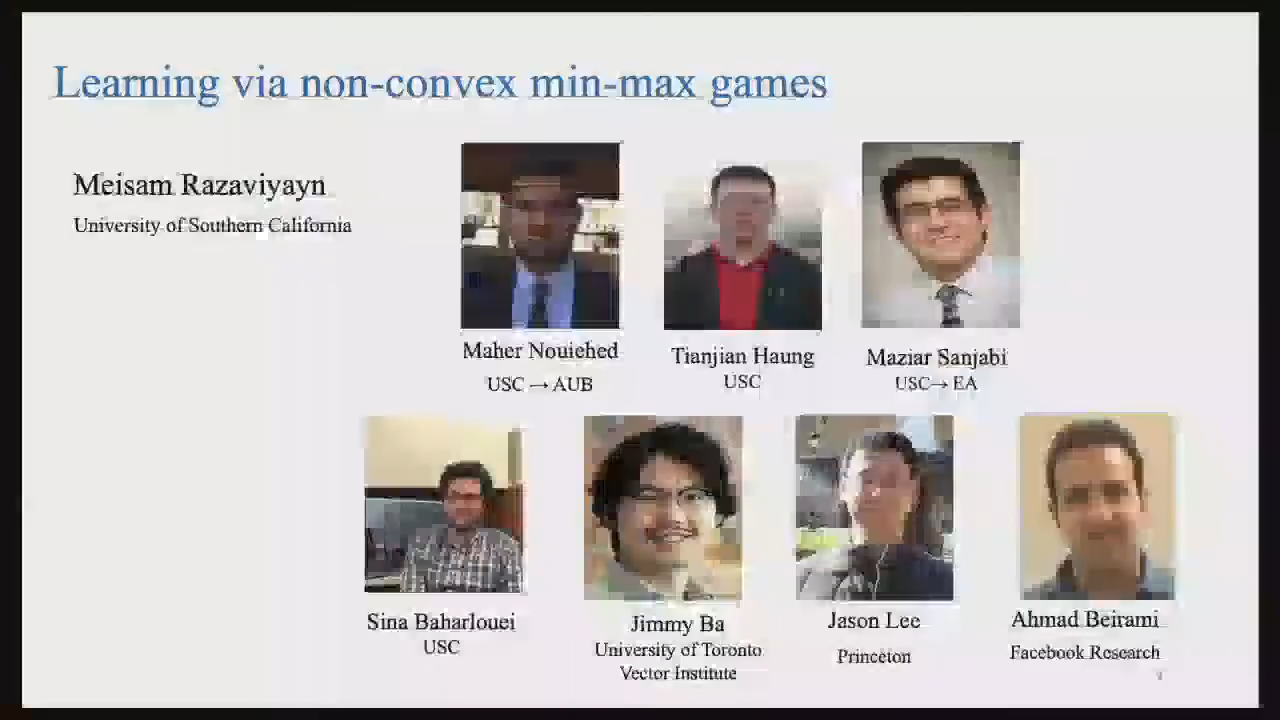 Learning via non-convex min-max games
Meisam Razaviyayn
University of Southern California
Maher Nouiehed
USC → AUB
Tianjian Haung
USC
Maziar Sanjabi
USC→ EA
Sina Baharlouei
USC
Jimmy Ba
University of Toronto
Vector Institute
Jason Lee
Princeton
Ahmad Beirami
Facebook Research